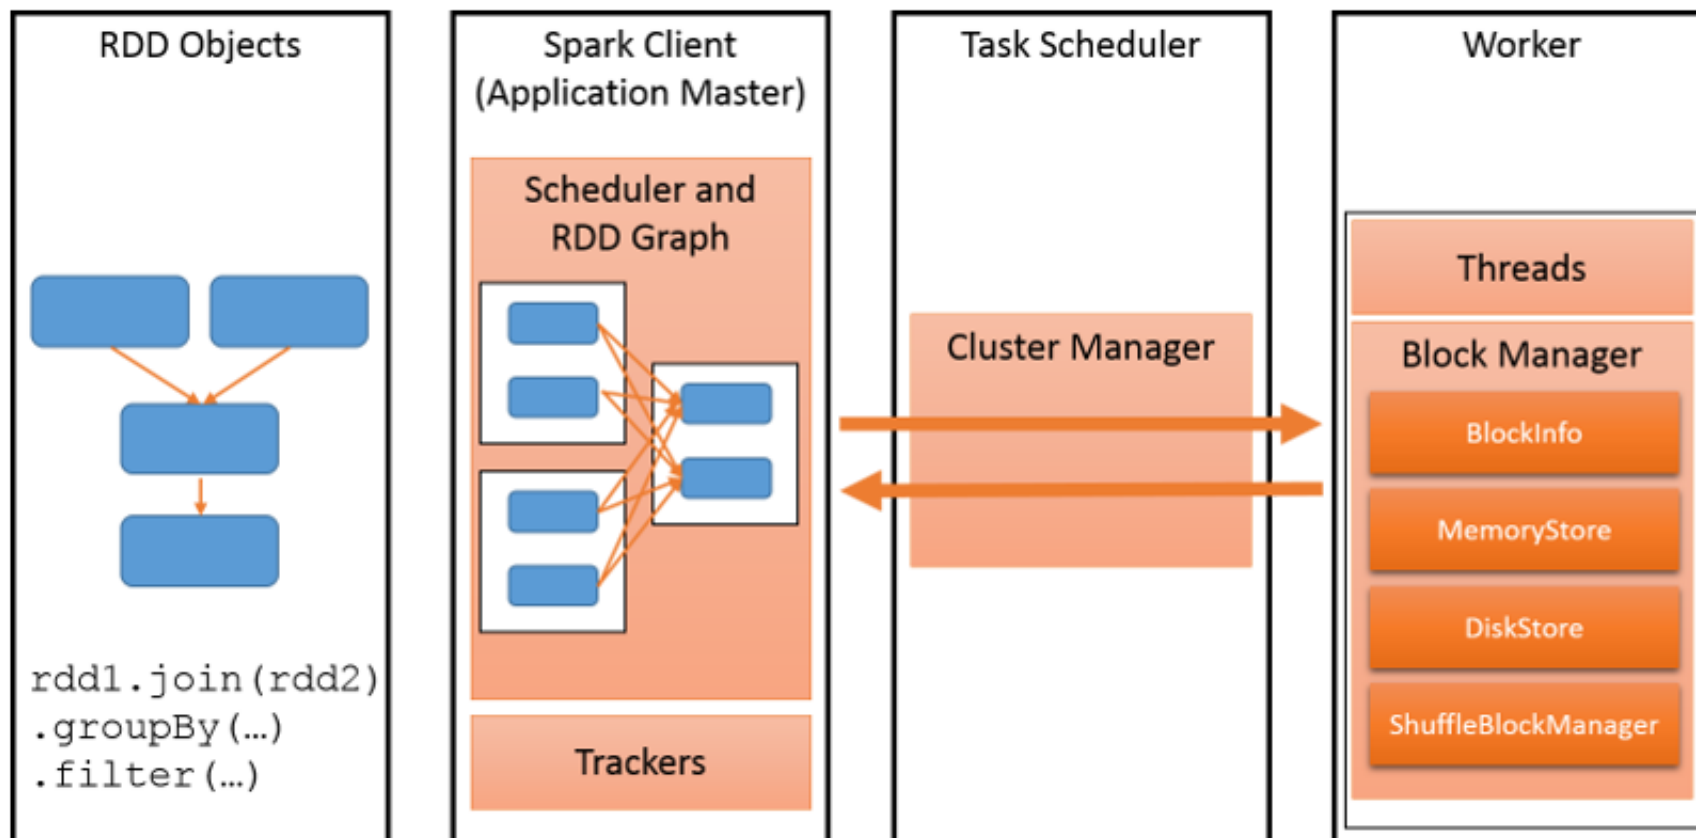 RDD Objects
rdd1.join(rdd2)
.groupBy(…)
.filter(…)
Spark Client
(Application Master)
Scheduler and
RDD Graph
Trackers
Task Scheduler
Cluster Manager
Worker
Threads
Block Manager
BlockInfo
MemoryStore
DiskStore
ShuffleBlockManager